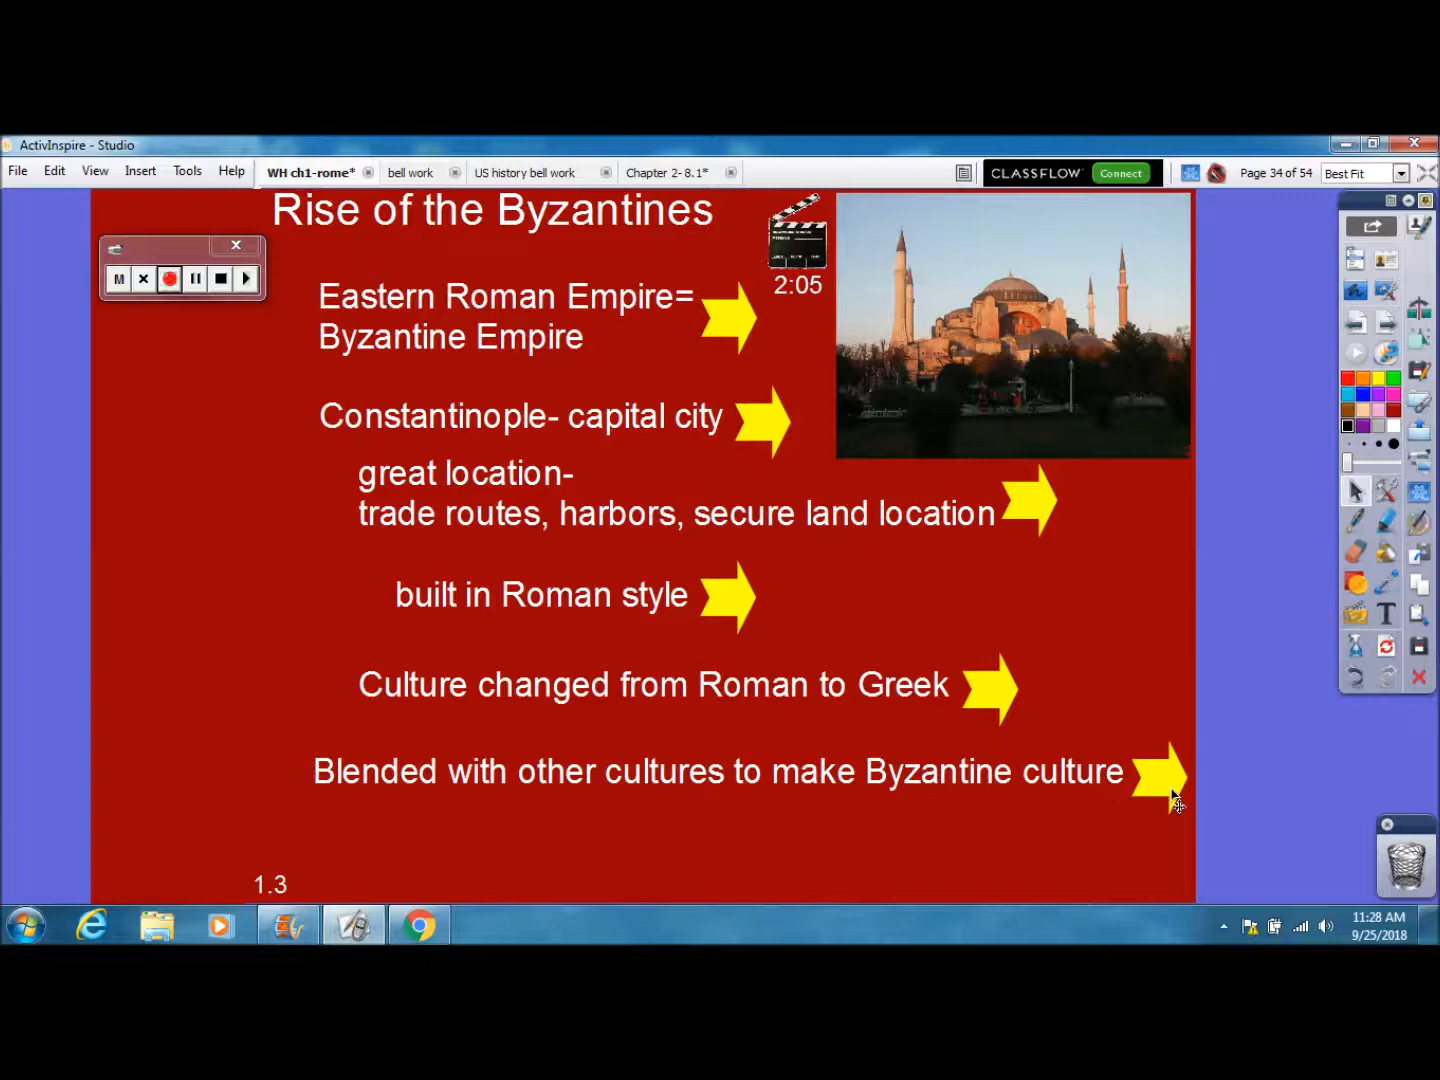 ActivInspire - Studio
File Edit View Insert Tools Help WH ch1-rome* bell work US history bell work Chapter 2- 8.1* CLASSFLOW Connect Page 34 of 54 Best Fit
Rise of the Byzantines
M
2:05
Eastern Roman Empire=
Byzantine Empire
Constantinople- capital city
great location-
trade routes, harbors, secure land location
built in Roman style
Culture changed from Roman to Greek
Blended with other cultures to make Byzantine culture
1.3
11:28 AM
9/25/2018